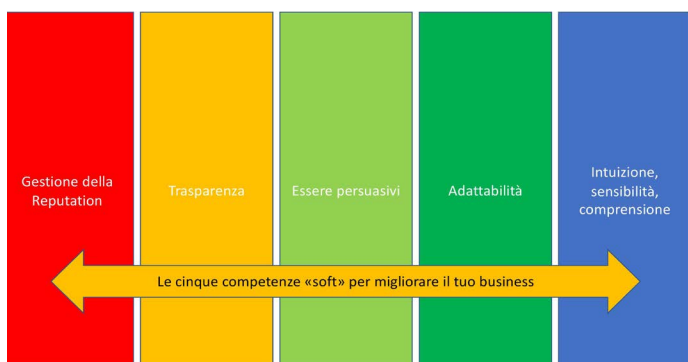 Gestione della
Reputation
Trasparenza
Essere persuasivi
Adattabilità
Intuizione,
sensibilità,
comprensione
Le cinque competenze «soft» per migliorare il tuo business